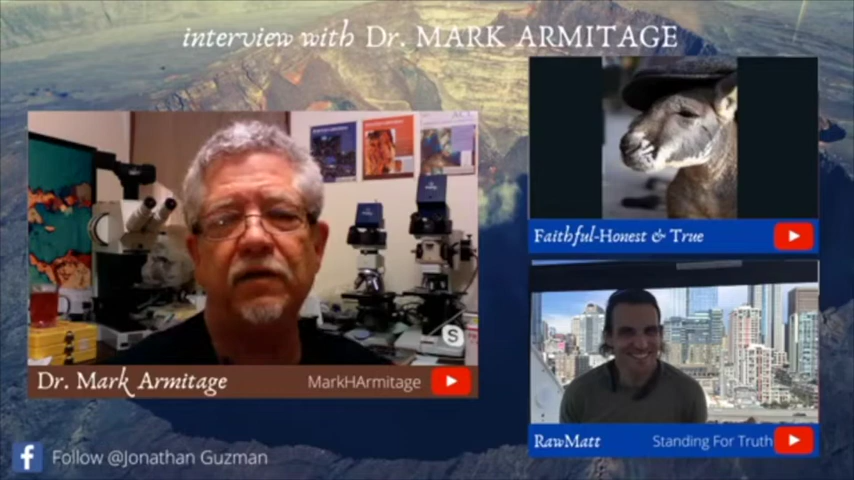 interview with Dr. MARK ARMITAGE
Faithful-Honest & True
Dr. Mark Armitage
MarkHArmitage
RawMatt
Standing For Truth
Follow @Jonathan Guzman